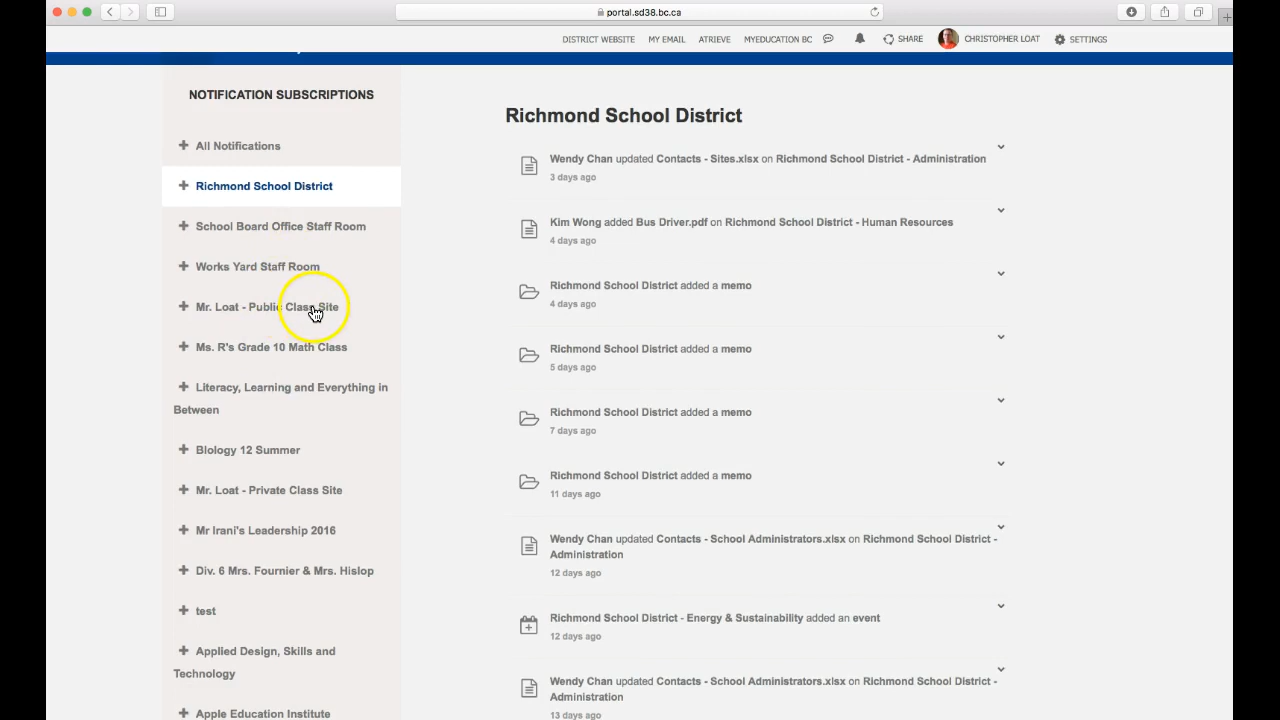 portal.sd38.bc.ca
DISTRICT WEBSITE MY EMAIL ATRIEVE MYEDUCATION BC SHARE CHRISTOPHER LOAT SETTINGS
NOTIFICATION SUBSCRIPTIONS
All Notifications
Richmond School District
School Board Office Staff Room
Works Yard Staff Room
Mr. Loat - Public Class Site
Ms. R's Grade 10 Math Class
Literacy, Learning and Everything in
Between
Biology 12 Summer
Mr. Loat - Private Class Site
Mr Irani's Leadership 2016
Div. 6 Mrs. Fournier & Mrs. Hislop
test
Applied Design, Skills and
Technology
Apple Education Institute
Richmond School District
Wendy Chan updated Contacts - Sites.xlsx on Richmond School District - Administration
3 days ago
Kim Wong added Bus Driver.pdf on Richmond School District - Human Resources
4 days ago
Richmond School District added a memo
4 days ago
Richmond School District added a memo
5 days ago
Richmond School District added a memo
7 days ago
Richmond School District added a memo
11 days ago
Wendy Chan updated Contacts - School Administrators.xlsx on Richmond School District -
Administration
12 days ago
Richmond School District - Energy & Sustainability added an event
12 days ago
Wendy Chan updated Contacts - School Administrators.xlsx on Richmond School District -
Administration
13 days ago